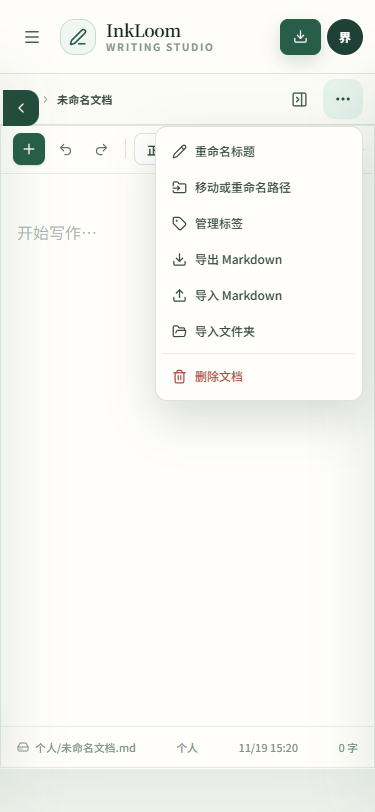 InkLoom
WRITING STUDIO
界
未命名文档
开始写作…
重命名标题
移动或重命名路径
管理标签
导出 Markdown
导入 Markdown
导入文件夹
删除文档
个人/未命名文档.md 个人 11/19 15:20 0 字